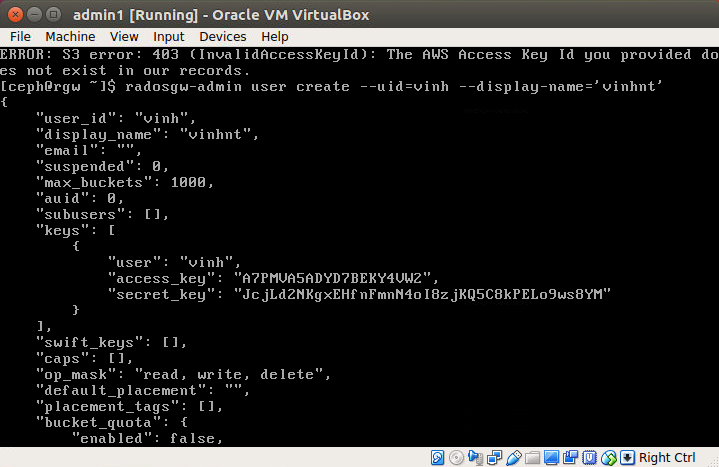 admin1 [Running] - Oracle VM VirtualBox
File Machine View Input Devices Help
ERROR: S3 error: 403 (InvalidAccessKeyId): The AWS Access Key Id you provided do
es not exist in our records.
[ceph@rgw ~]$ radosgw-admin user create --uid=vinh --display-name='vinhnt'
{
    "user_id": "vinh",
    "display_name": "vinhnt",
    "email": "",
    "suspended": 0,
    "max_buckets": 1000,
    "auid": 0,
    "subusers": [],
    "keys": [
        {
            "user": "vinh",
            "access_key": "A7PMVA5ADYD7BEKY4VW2",
            "secret_key": "JcjLd2NKgxEHfnFmnN4oI8zjKQ5C8kPELo9ws8YM"
        }
    ],
    "swift_keys": [],
    "caps": [],
    "op_mask": "read, write, delete",
    "default_placement": "",
    "placement_tags": [],
    "bucket_quota": {
        "enabled": false,
Right Ctrl